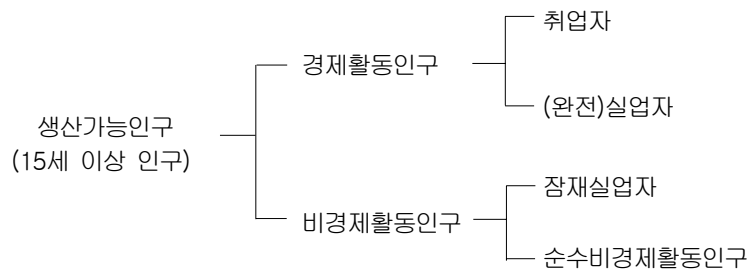 취업자
경제활동인구
(완전)실업자
생산가능인구
(15세 이상 인구)
잠재실업자
비경제활동인구
순수비경제활동인구